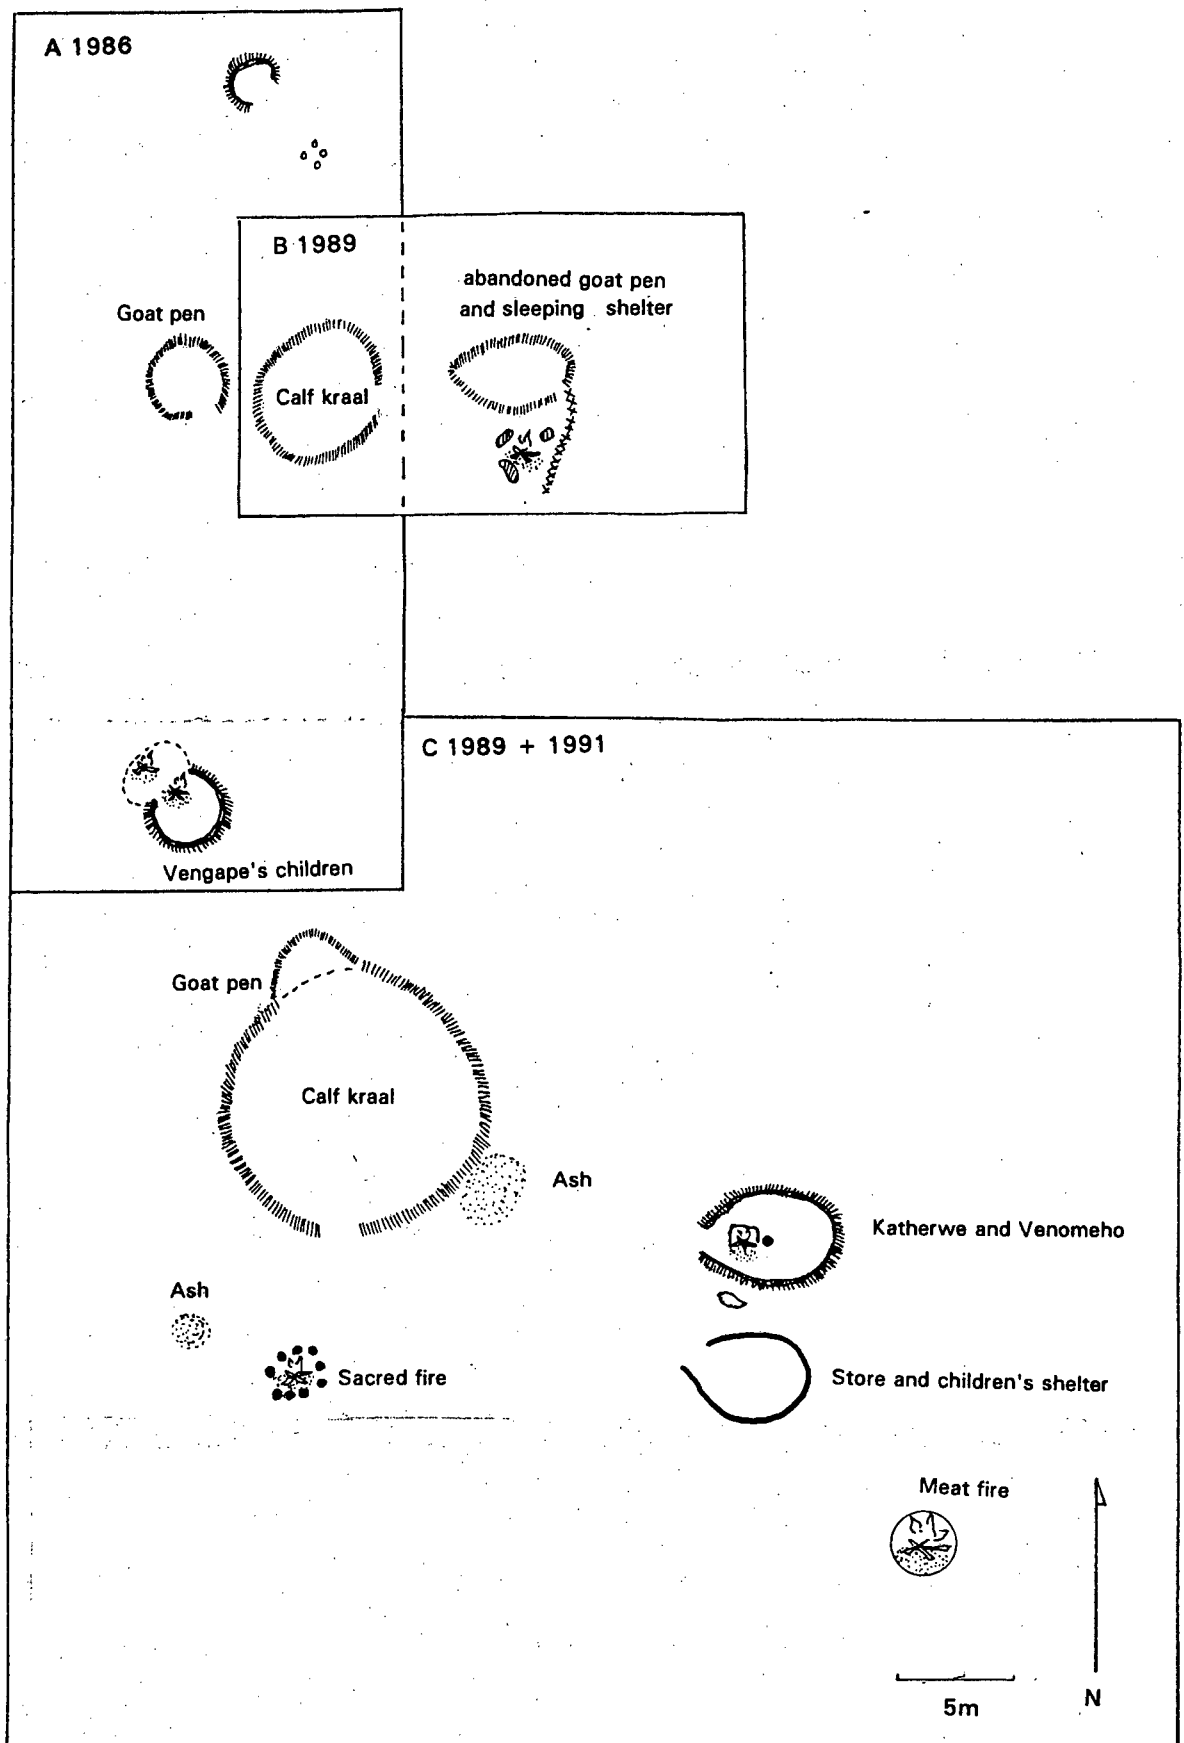 A 1986
B 1989
abandoned goat pen
and sleeping shelter
Goat pen
Calf kraal
C 1989 + 1991
Vengape's children
Goat pen
Calf kraal
Ash
Katherwe and Venomeho
Ash
Sacred fire
Store and children's shelter
Meat fire
5m
N